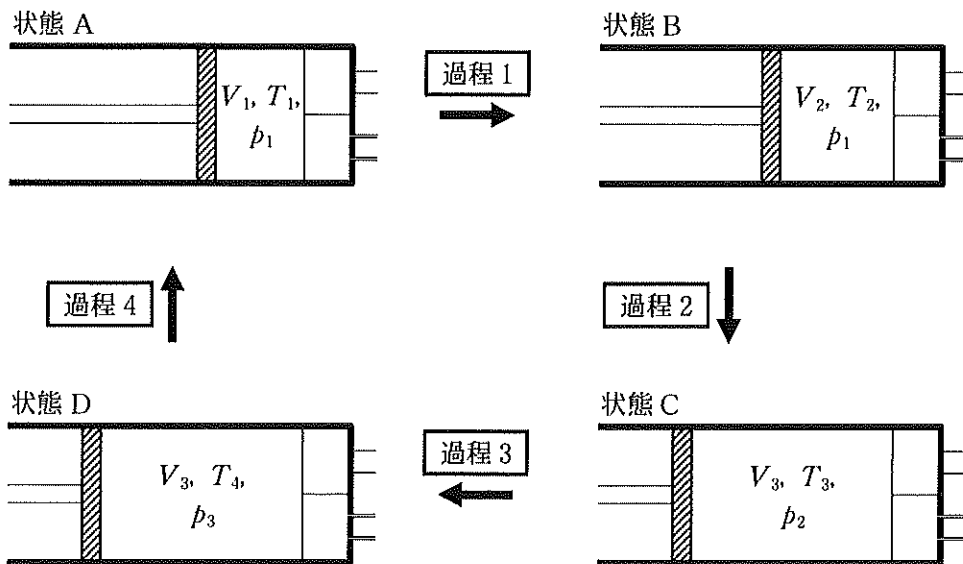 状態 A
V₁, T₁,
p₁
過程 1
状態 B
V₂, T₂,
p₁
過程 4
過程 2
状態 D
V₃, T₄,
p₃
過程 3
状態 C
V₃, T₃,
p₂